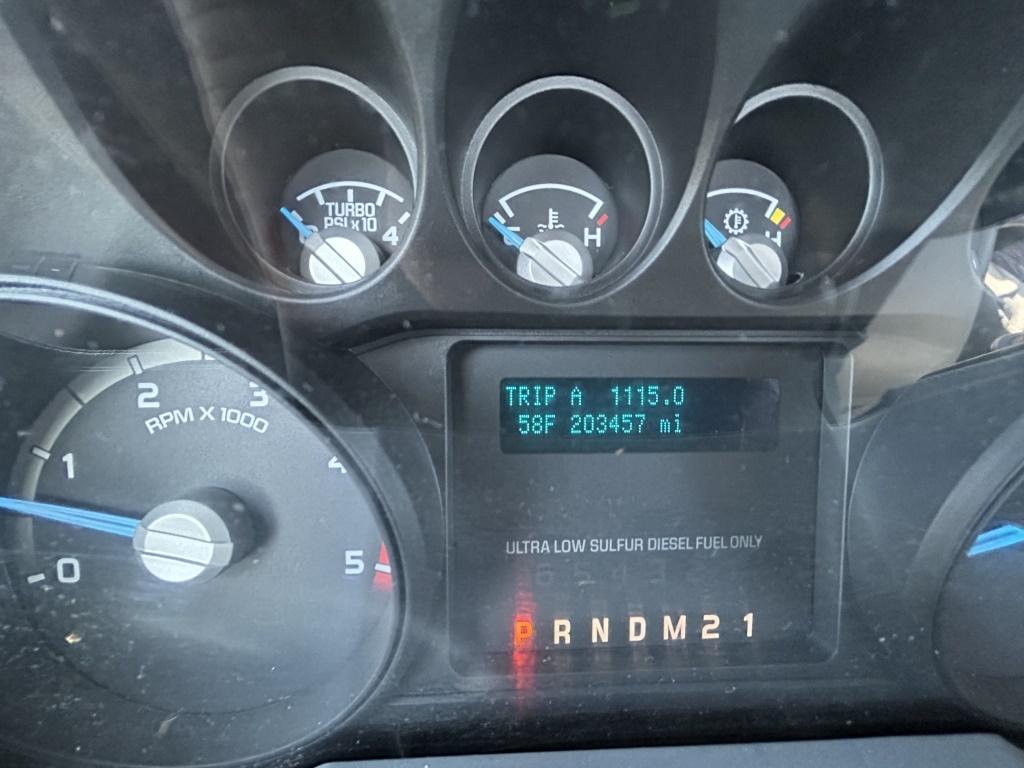 TURBO
PSI x 10
4
H
TRIP A 1115.0
58F 203457 mi
2 3
RPM X 1000
1 4
0 5
ULTRA LOW SULFUR DIESEL FUEL ONLY
P R N D M 2 1